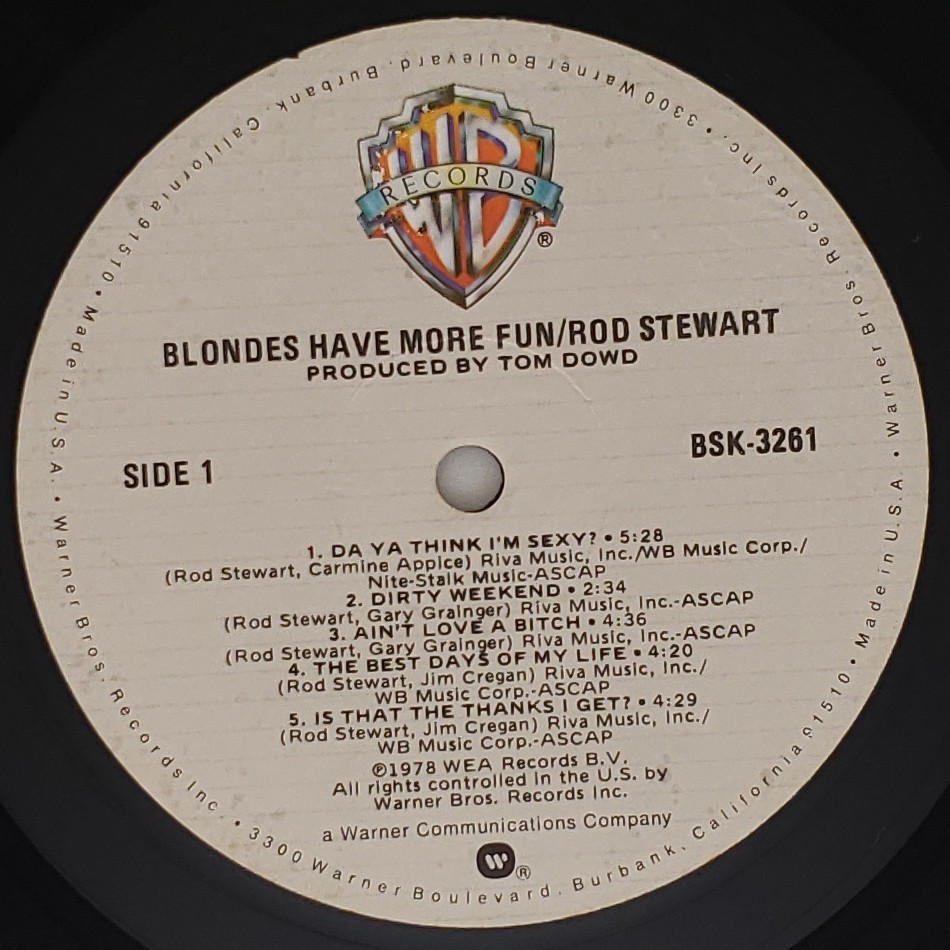 WB
RECORDS
®
BLONDES HAVE MORE FUN/ROD STEWART
PRODUCED BY TOM DOWD
SIDE 1
BSK-3261
1. DA YA THINK I'M SEXY? • 5:28
(Rod Stewart, Carmine Appice) Riva Music, Inc./WB Music Corp./
Nite-Stalk Music-ASCAP
2. DIRTY WEEKEND • 2:34
(Rod Stewart, Gary Grainger) Riva Music, Inc.-ASCAP
3. AIN'T LOVE A BITCH • 4:36
(Rod Stewart, Gary Grainger) Riva Music, Inc.-ASCAP
4. THE BEST DAYS OF MY LIFE • 4:20
(Rod Stewart, Jim Cregan) Riva Music, Inc./
WB Music Corp.-ASCAP
5. IS THAT THE THANKS I GET? • 4:29
(Rod Stewart, Jim Cregan) Riva Music, Inc./
WB Music Corp.-ASCAP
℗1978 WEA Records B.V.
All rights controlled in the U.S. by
Warner Bros. Records Inc.
a Warner Communications Company
W®
Warner Bros. Records Inc. • 3300 Warner Boulevard. Burbank, California 91510 • Made in U.S.A. •
Warner Bros. Records Inc. • 3300 Warner Boulevard. Burbank, California 91510 • Made in U.S.A. •